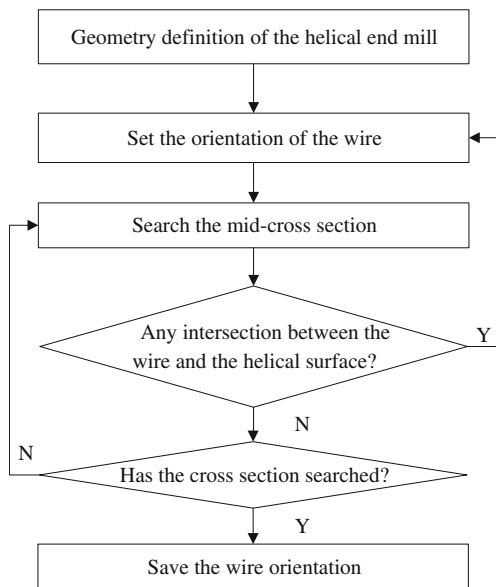 Geometry definition of the helical end mill
Set the orientation of the wire
Search the mid-cross section
Any intersection between the
wire and the helical surface?
Y
N
N
Has the cross section searched?
Y
Save the wire orientation